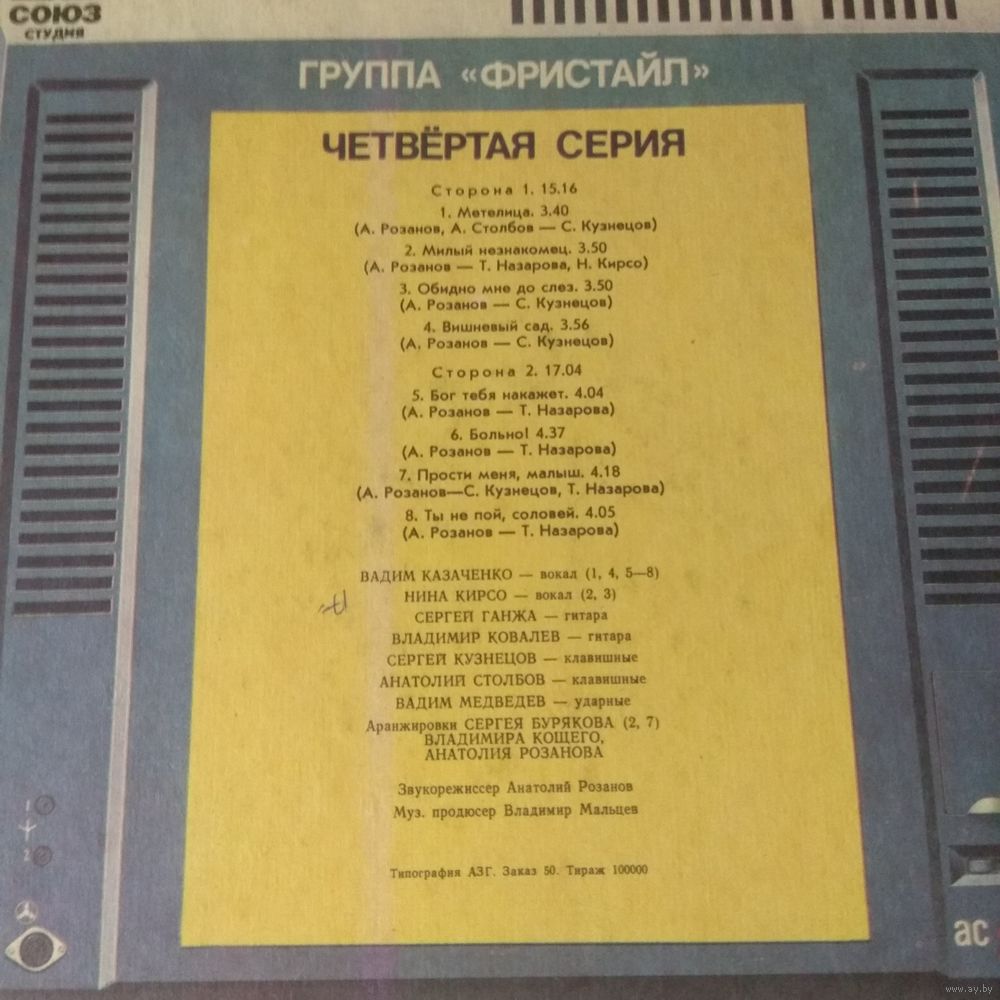 СОЮЗ
СТУДИЯ
ГРУППА «ФРИСТАЙЛ»
ЧЕТВЁРТАЯ СЕРИЯ
Сторона 1. 15.16
1. Метелица. 3.40
(А. Розанов, А. Столбов — С. Кузнецов)
2. Милый незнакомец. 3.50
(А. Розанов — Т. Назарова, Н. Кирсо)
3. Обидно мне до слез. 3.50
(А. Розанов — С. Кузнецов)
4. Вишневый сад. 3.56
(А. Розанов — С. Кузнецов)
Сторона 2. 17.04
5. Бог тебя накажет. 4.04
(А. Розанов — Т. Назарова)
6. Больно! 4.37
(А. Розанов — Т. Назарова)
7. Прости меня, малыш. 4.18
(А. Розанов—С. Кузнецов, Т. Назарова)
8. Ты не пой, соловей. 4.05
(А. Розанов — Т. Назарова)
ВАДИМ КАЗАЧЕНКО — вокал (1, 4, 5—8)
НИНА КИРСО — вокал (2, 3)
СЕРГЕЙ ГАНЖА — гитара
ВЛАДИМИР КОВАЛЕВ — гитара
СЕРГЕЙ КУЗНЕЦОВ — клавишные
АНАТОЛИЙ СТОЛБОВ — клавишные
ВАДИМ МЕДВЕДЕВ — ударные
Аранжировки СЕРГЕЯ БУРЯКОВА (2, 7)
ВЛАДИМИРА КОЩЕГО,
АНАТОЛИЯ РОЗАНОВА
Звукорежиссер Анатолий Розанов
Муз. продюсер Владимир Мальцев
Типография АЗГ. Заказ 50. Тираж 100000
1
2
ac
www.ay.by